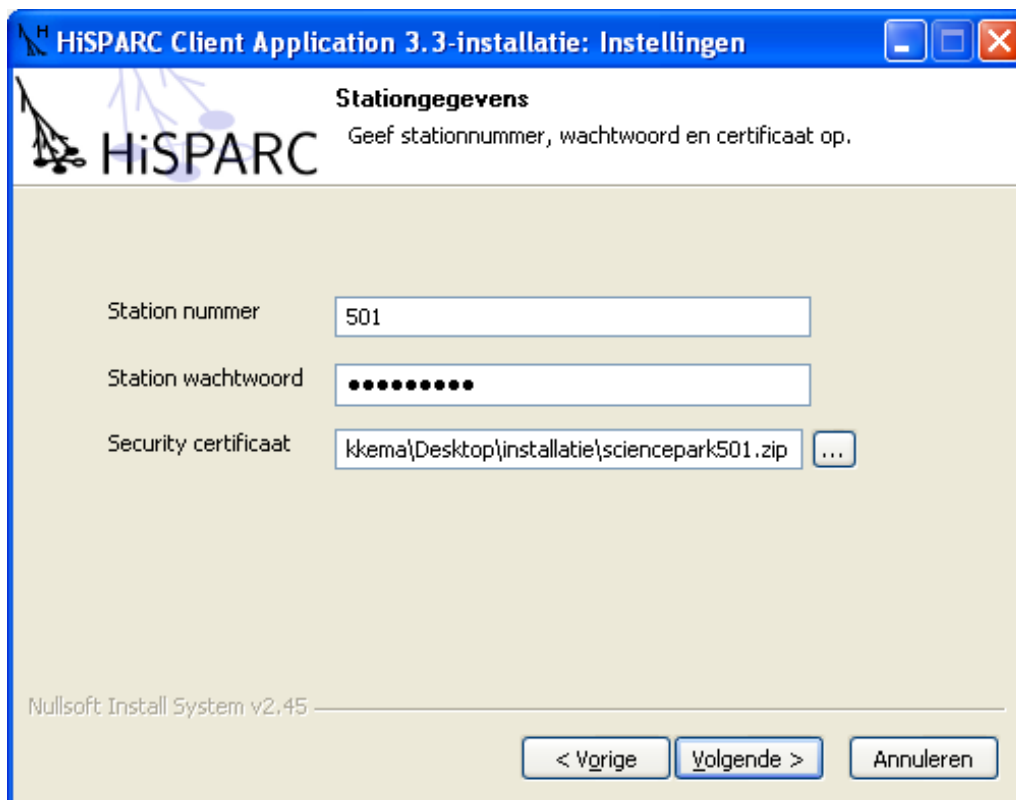 HiSPARC Client Application 3.3-installatie: Instellingen
HiSPARC
Stationgegevens
Geef stationnummer, wachtwoord en certificaat op.
Station nummer
501
Station wachtwoord
•••••••••
Security certificaat
kkema\Desktop\installatie\sciencepark501.zip
...
Nullsoft Install System v2.45
< Vorige
Volgende >
Annuleren